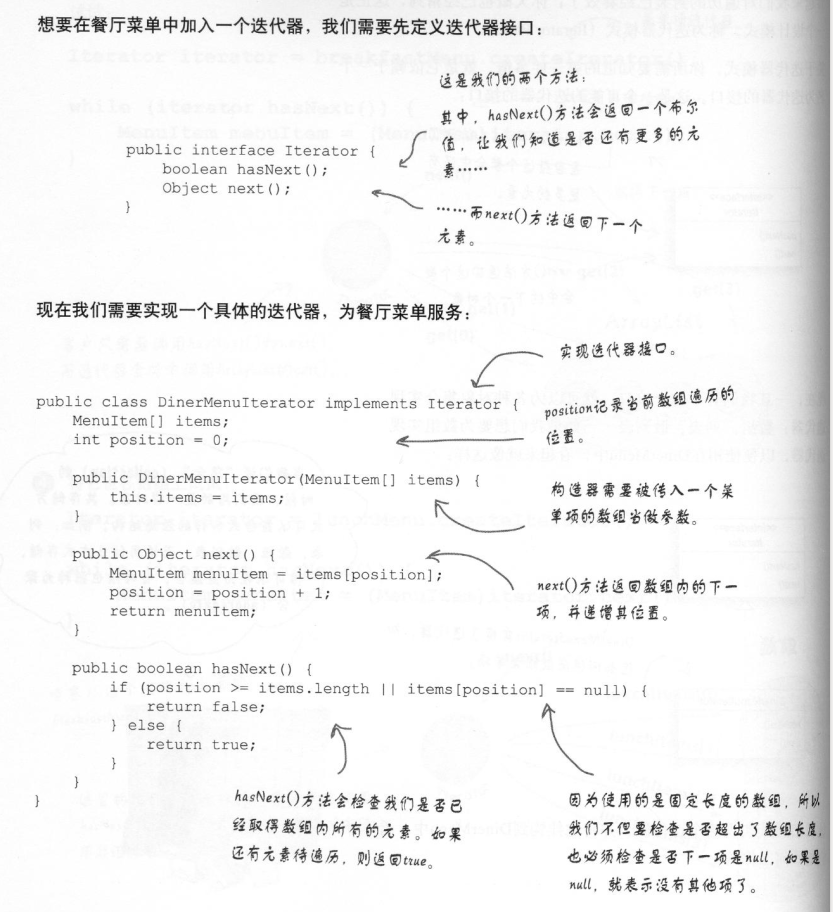 想要在餐厅菜单中加入一个迭代器，我们需要先定义迭代器接口：
这是我们的两个方法：
其中，hasNext()方法会返回一个布尔
值，让我们知道是否还有更多的元
素……
public interface Iterator {
boolean hasNext();
Object next();
}
……而next()方法返回下一个
元素。
现在我们需要实现一个具体的迭代器，为餐厅菜单服务：
实现迭代器接口。
public class DinerMenuIterator implements Iterator {
MenuItem[] items;
int position = 0;
position记录当前数组遍历的
位置。
public DinerMenuIterator(MenuItem[] items) {
this.items = items;
}
构造器需要被传入一个菜
单项的数组当做参数。
public Object next() {
MenuItem menuItem = items[position];
position = position + 1;
return menuItem;
}
next()方法返回数组内的下一
项，并递增其位置。
public boolean hasNext() {
if (position >= items.length || items[position] == null) {
return false;
} else {
return true;
}
}
}
hasNext()方法会检查我们是否已
经取得数组内所有的元素。如果
还有元素待遍历，则返回true。
因为使用的是固定长度的数组，所以
我们不但要检查是否超出了数组长度，
也必须检查是否下一项是null，如果是
null，就表示没有其他项了。